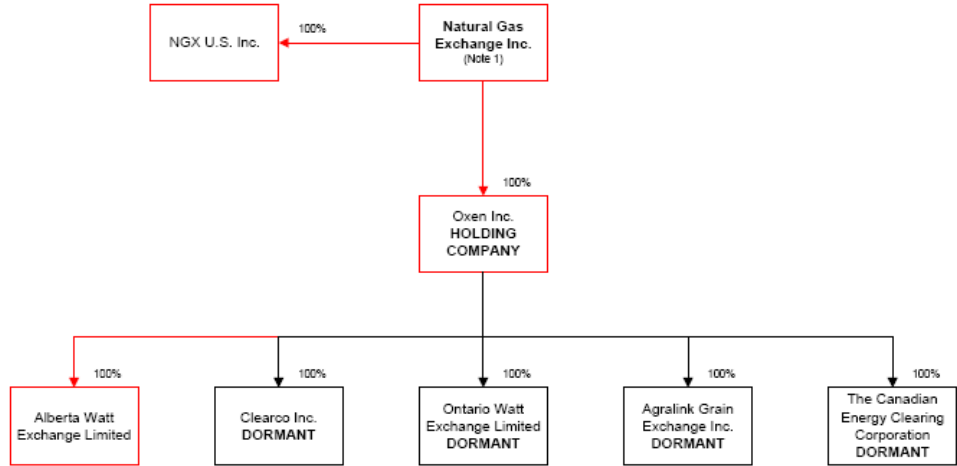 NGX U.S. Inc.
100%
Natural Gas
Exchange Inc.
(Note 1)
100%
Oxen Inc.
HOLDING
COMPANY
100%
100%
100%
100%
100%
Alberta Watt
Exchange Limited
Clearco Inc.
DORMANT
Ontario Watt
Exchange Limited
DORMANT
Agralink Grain
Exchange Inc.
DORMANT
The Canadian
Energy Clearing
Corporation
DORMANT